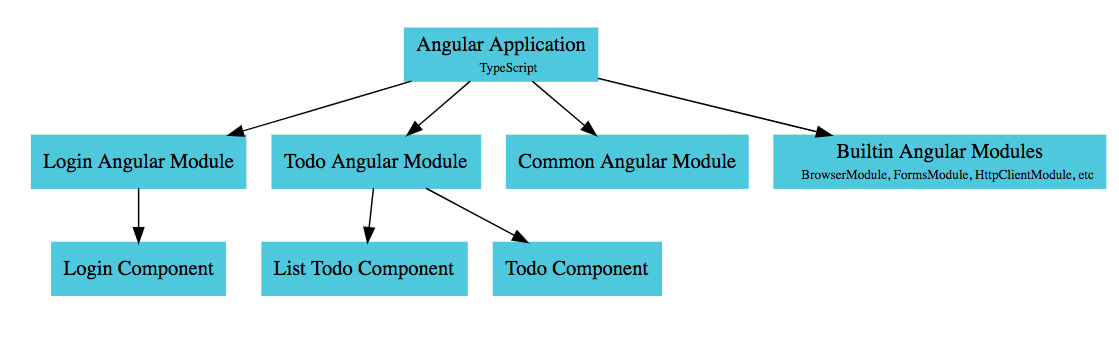 Angular Application
TypeScript
Login Angular Module
Todo Angular Module
Common Angular Module
Builtin Angular Modules
BrowserModule, FormsModule, HttpClientModule, etc
Login Component
List Todo Component
Todo Component